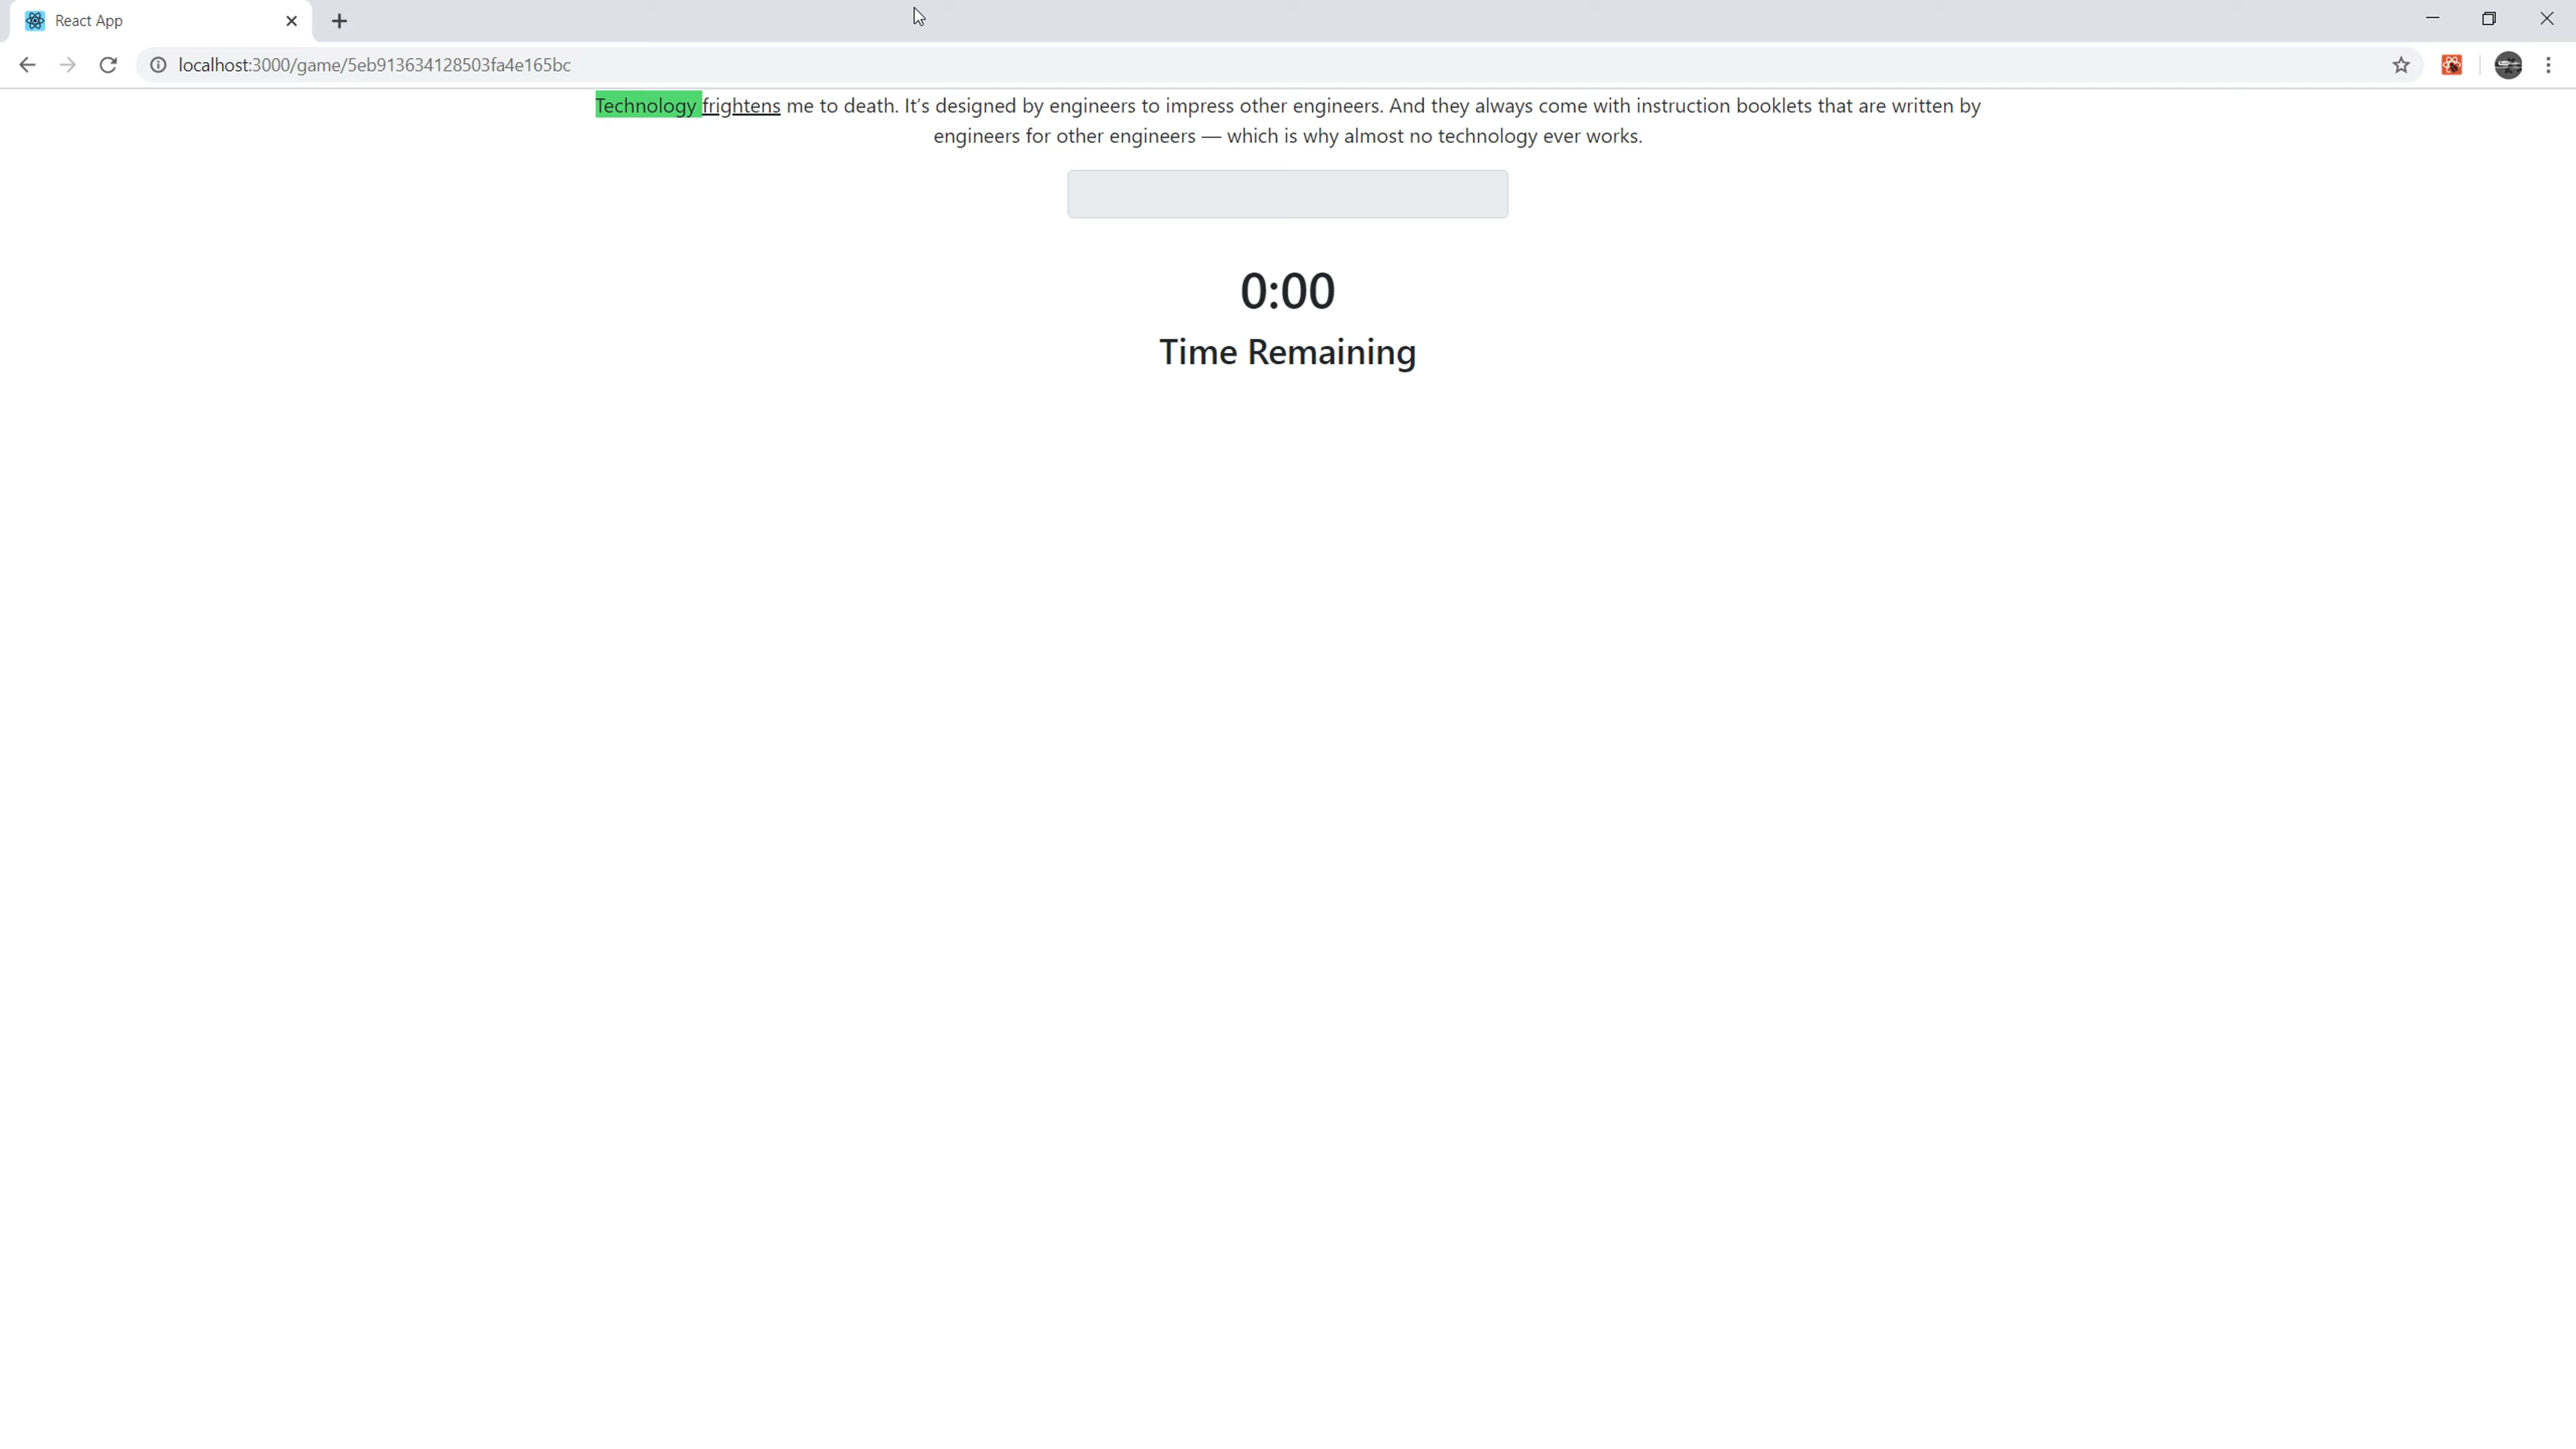 React App
localhost:3000/game/5eb913634128503fa4e165bc
Technology frightens me to death. It’s designed by engineers to impress other engineers. And they always come with instruction booklets that are written by
engineers for other engineers — which is why almost no technology ever works.
0:00
Time Remaining